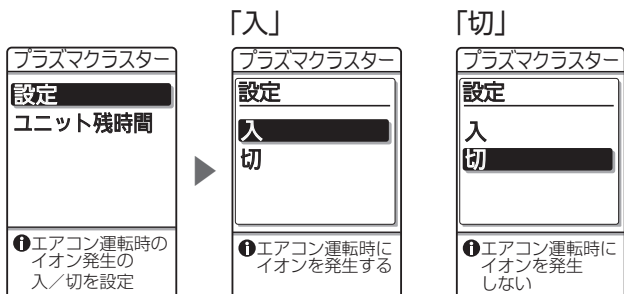 プラズマクラスター
設定
ユニット残時間
❶エアコン運転時の
イオン発生の
入／切を設定
「入」
プラズマクラスター
設定
入
切
❶エアコン運転時に
イオンを発生する
「切」
プラズマクラスター
設定
入
切
❶エアコン運転時に
イオンを発生
しない